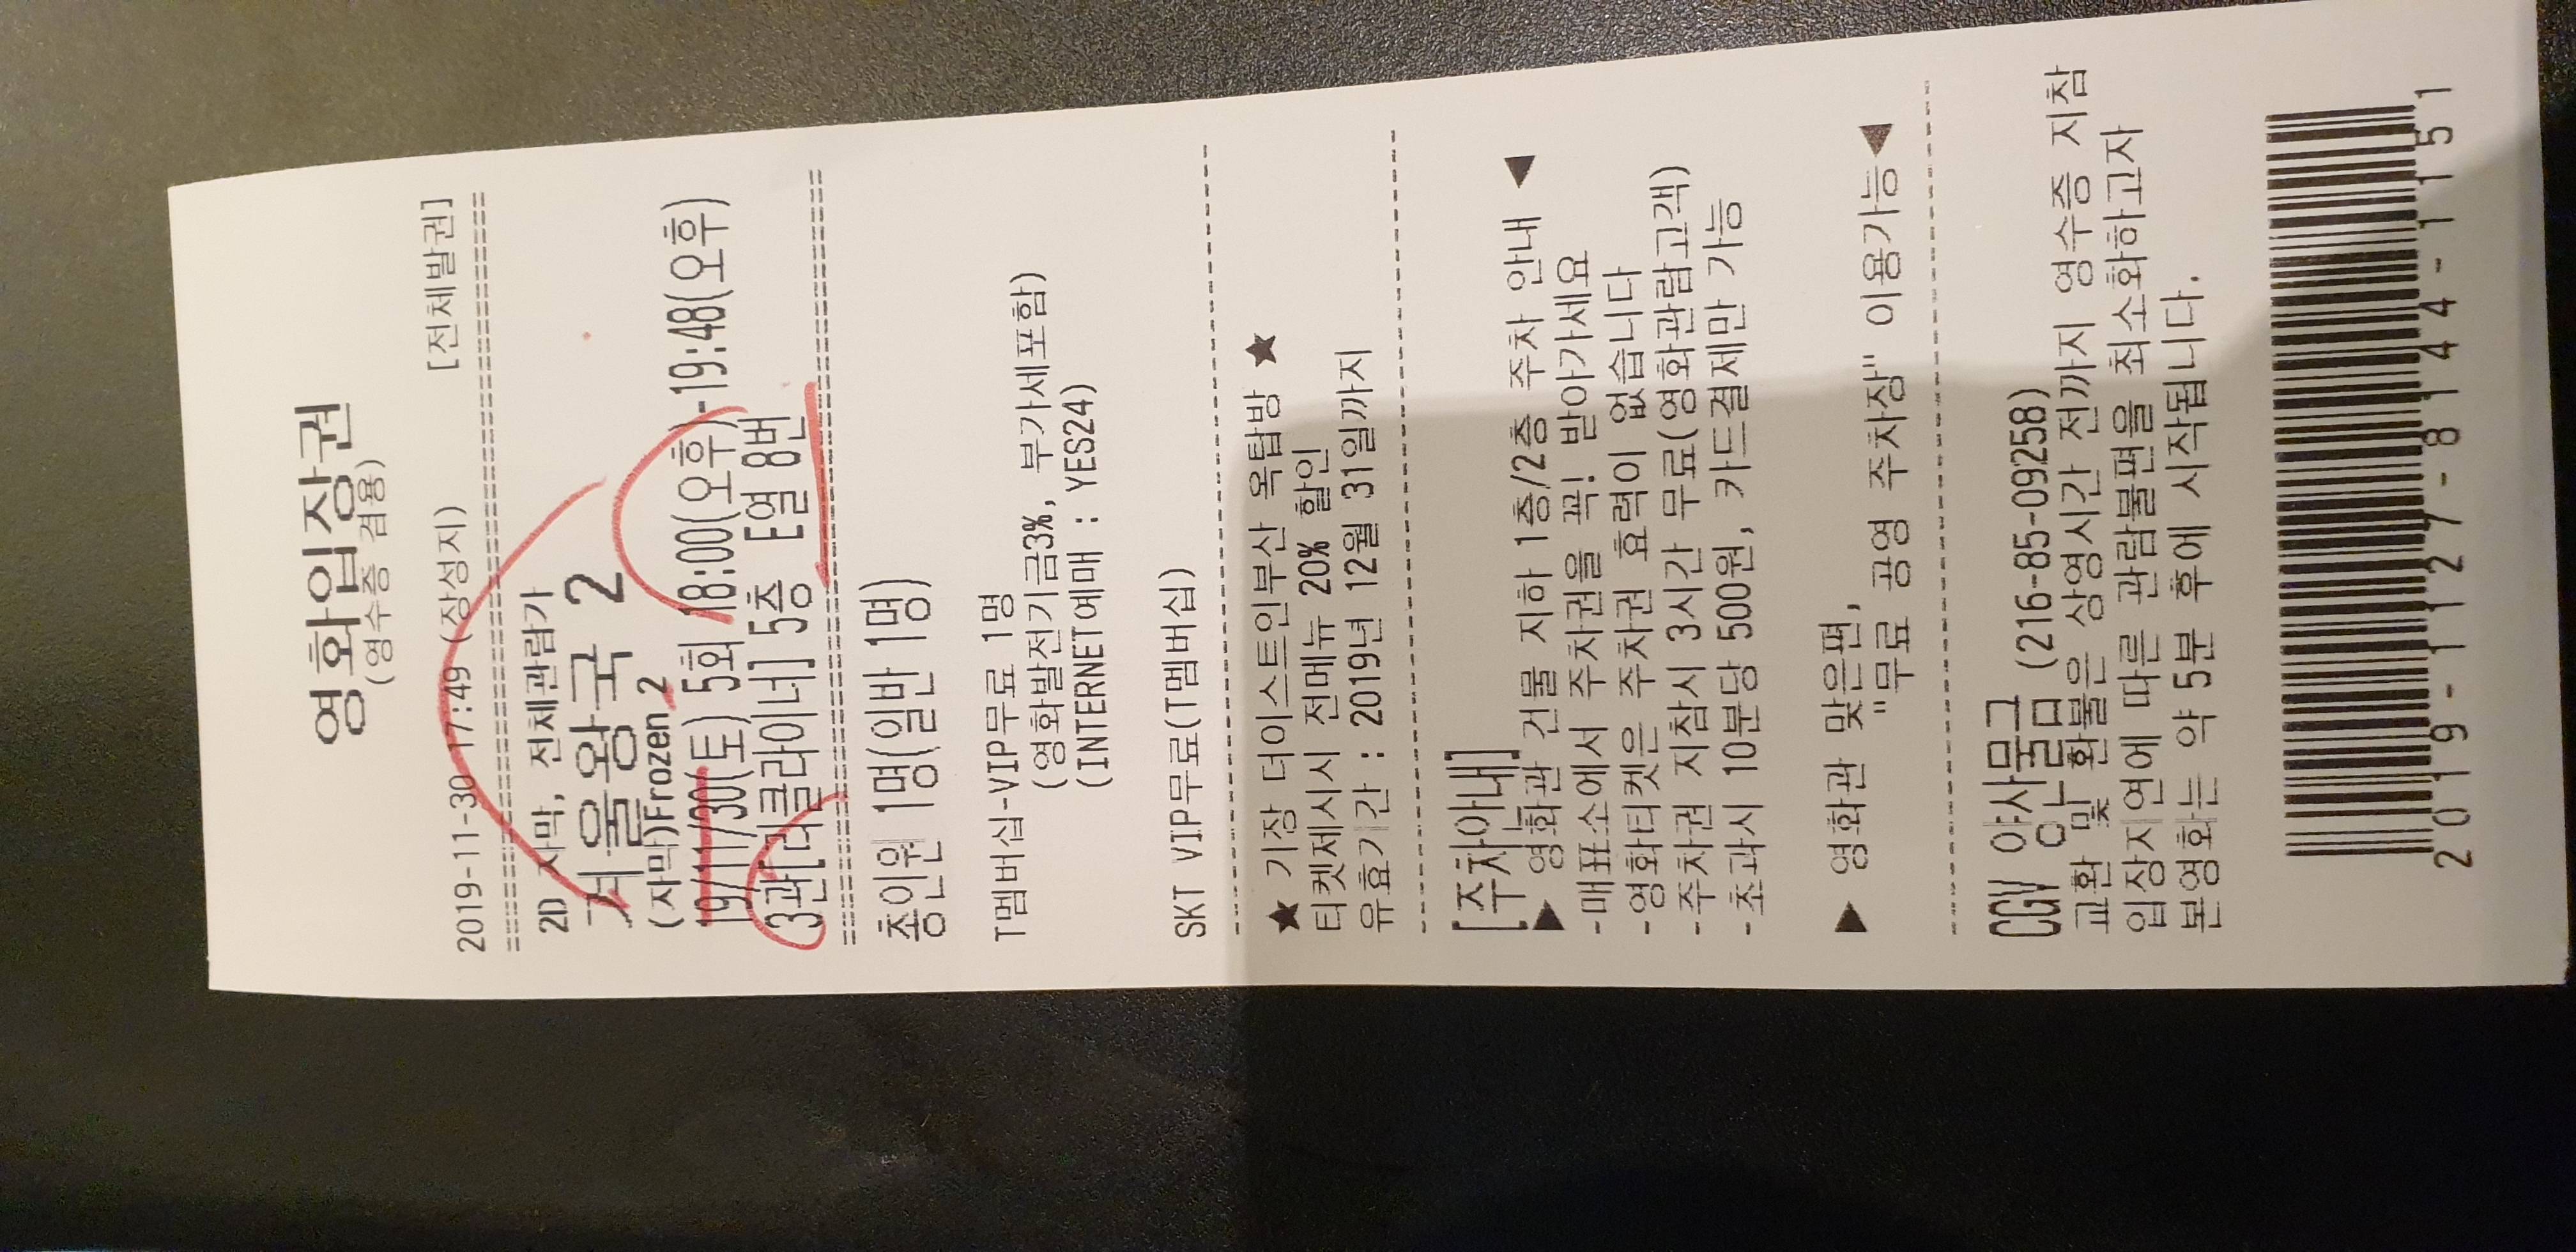 영화입장권
(영수증 겸용)
2019-11-30 17:49 (장성지) [전체발권]
2D 자막, 전체관람가
겨울왕국 2
(자막)Frozen 2
19/11/30(토) 5회 18:00(오후)-19:48(오후)
3관[리클라이너] 5층 E열 8번
총인원 1명(일반 1명)
T멤버십-VIP무료 1명
(영화발전기금3%, 부가세포함)
(INTERNET예매 : YES24)
SKT VIP무료(T멤버십)
★ 기장 더이스트인부산 옥탑방 ★
티켓제시시 전메뉴 20% 할인
유효기간 : 2019년 12월 31일까지
[주차안내]
▶ 영화관 건물 지하 1층/2층 주차 안내 ◀
-매표소에서 주차권을 꼭! 받아가세요
-영화티켓은 주차권 효력이 없습니다
-주차권 지참시 3시간 무료(영화관람고객)
-초과시 10분당 500원, 카드결제만 가능
▶ 영화관 맞은편,
"무료 공영 주차장" 이용가능◀
CGV 양산물금 (216-85-09258)
교환 및 환불은 상영시간 전까지 영수증 지참
입장지연에 따른 관람불편을 최소화하고자
본영화는 약 5분 후에 시작됩니다.
2019-1127-8144-1151